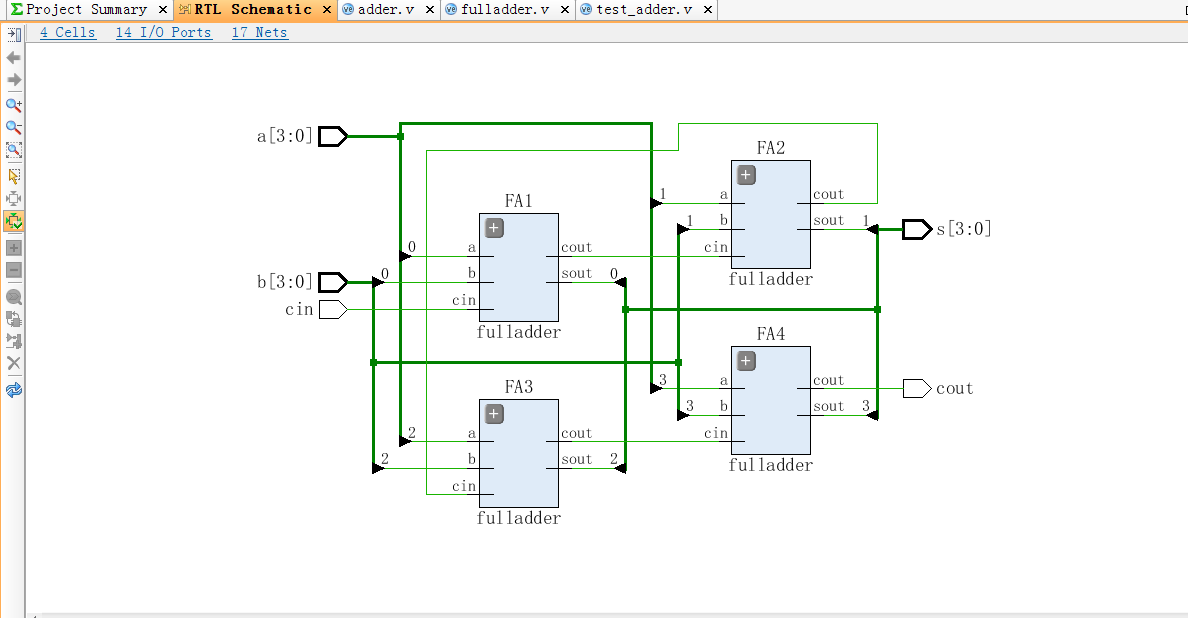 Project Summary × RTL Schematic × adder.v × fulladder.v × test_adder.v ×
4 Cells 14 I/O Ports 17 Nets
a[3:0]
FA2
1 a cout
1 b sout 1 s[3:0]
cin
fulladder
FA1
0 a cout
b[3:0] 0 b sout 0
cin cin
fulladder
FA4
3 a cout cout
3 b sout 3
cin
fulladder
FA3
2 a cout
2 b sout 2
cin
fulladder